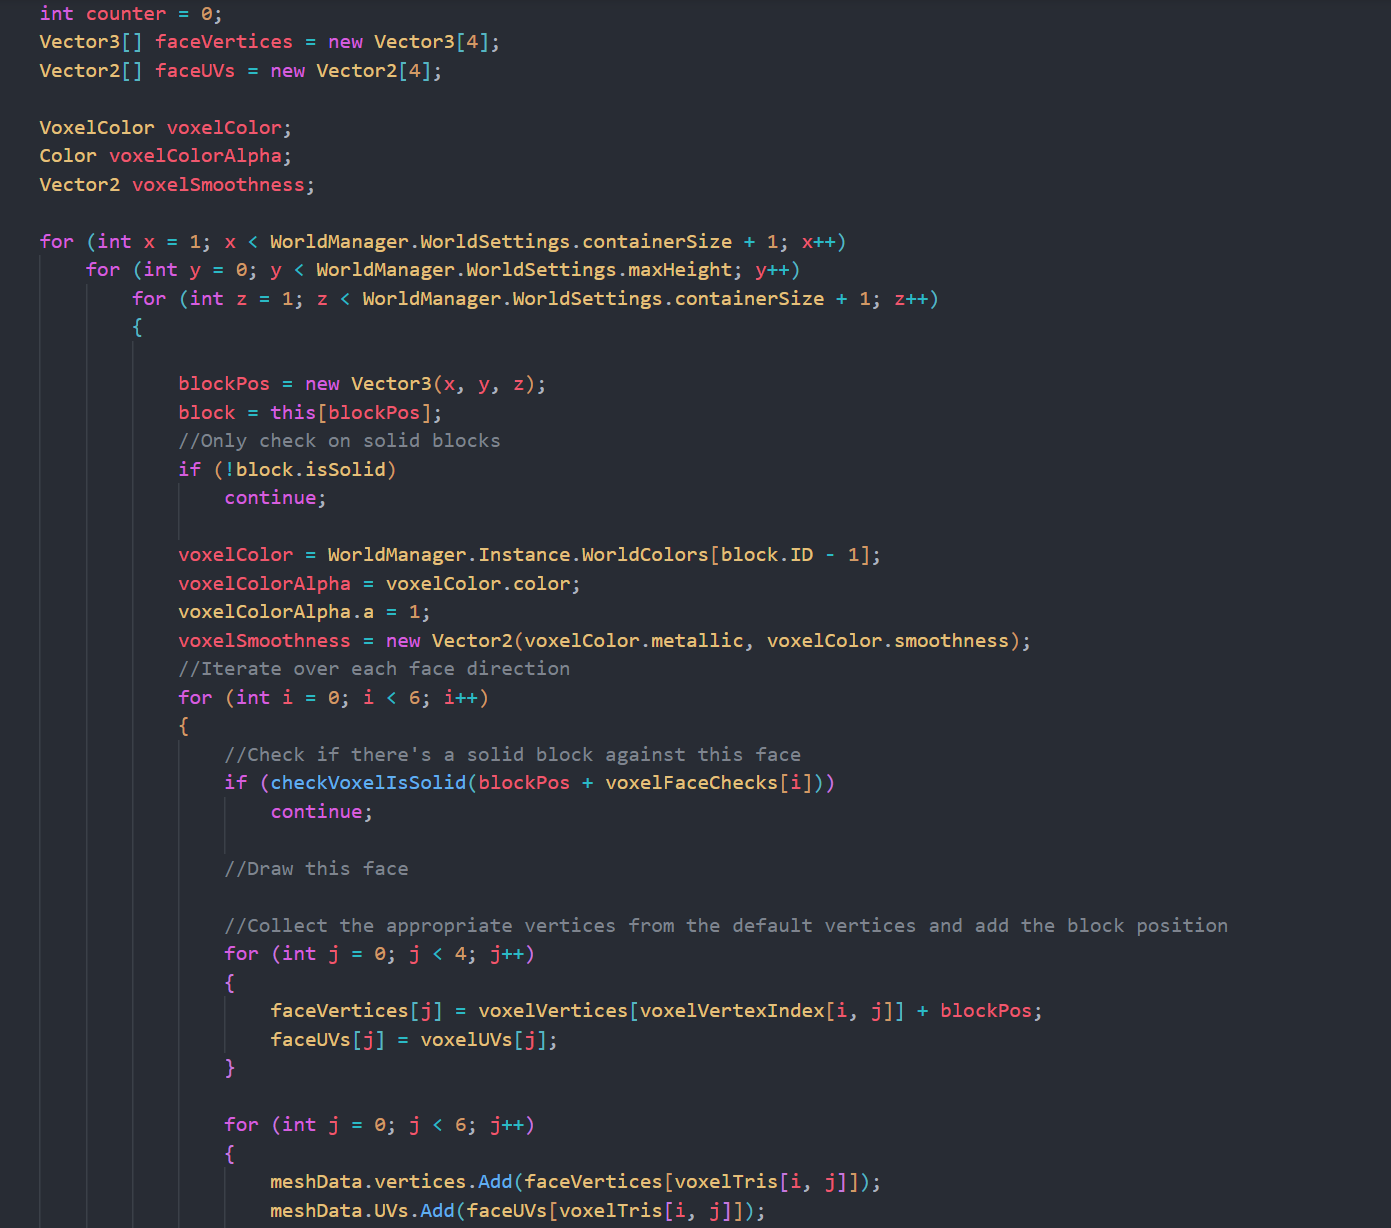 int counter = 0;
Vector3[] faceVertices = new Vector3[4];
Vector2[] faceUVs = new Vector2[4];
VoxelColor voxelColor;
Color voxelColorAlpha;
Vector2 voxelSmoothness;
for (int x = 1; x < WorldManager.WorldSettings.containerSize + 1; x++)
for (int y = 0; y < WorldManager.WorldSettings.maxHeight; y++)
for (int z = 1; z < WorldManager.WorldSettings.containerSize + 1; z++)
{
blockPos = new Vector3(x, y, z);
block = this[blockPos];
//Only check on solid blocks
if (!block.isSolid)
continue;
voxelColor = WorldManager.Instance.WorldColors[block.ID - 1];
voxelColorAlpha = voxelColor.color;
voxelColorAlpha.a = 1;
voxelSmoothness = new Vector2(voxelColor.metallic, voxelColor.smoothness);
//Iterate over each face direction
for (int i = 0; i < 6; i++)
{
//Check if there's a solid block against this face
if (checkVoxelIsSolid(blockPos + voxelFaceChecks[i]))
continue;
//Draw this face
//Collect the appropriate vertices from the default vertices and add the block position
for (int j = 0; j < 4; j++)
{
faceVertices[j] = voxelVertices[voxelVertexIndex[i, j]] + blockPos;
faceUVs[j] = voxelUVs[j];
}
for (int j = 0; j < 6; j++)
{
meshData.vertices.Add(faceVertices[voxelTris[i, j]]);
meshData.UVs.Add(faceUVs[voxelTris[i, j]]);